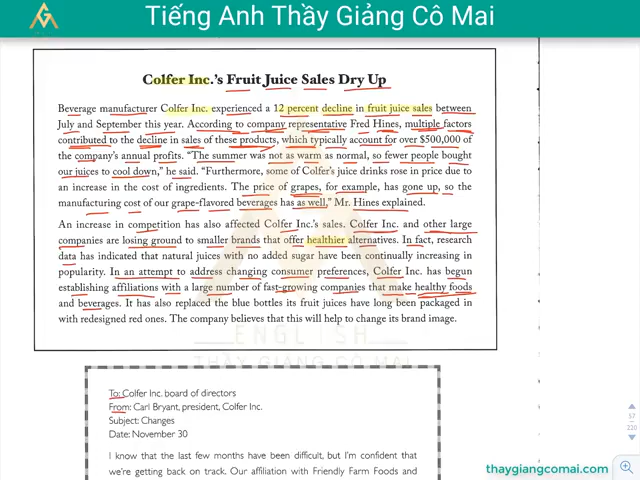 Tiếng Anh Thầy Giảng Cô Mai
Colfer Inc.'s Fruit Juice Sales Dry Up
Beverage manufacturer Colfer Inc. experienced a 12 percent decline in fruit juice sales between
July and September this year. According to company representative Fred Hines, multiple factors
contributed to the decline in sales of these products, which typically account for over $500,000 of
the company's annual profits. "The summer was not as warm as normal, so fewer people bought
our juices to cool down," he said. "Furthermore, some of Colfer's juice drinks rose in price due to
an increase in the cost of ingredients. The price of grapes, for example, has gone up, so the
manufacturing cost of our grape-flavored beverages has as well," Mr. Hines explained.
An increase in competition has also affected Colfer Inc.'s sales. Colfer Inc. and other large
companies are losing ground to smaller brands that offer healthier alternatives. In fact, research
data has indicated that natural juices with no added sugar have been continually increasing in
popularity. In an attempt to address changing consumer preferences, Colfer Inc. has begun
establishing affiliations with a large number of fast-growing companies that make healthy foods
and beverages. It has also replaced the blue bottles its fruit juices have long been packaged in
with redesigned red ones. The company believes that this will help to change its brand image.
ENGLISH
THẦY GIẢNG CÔ MAI
To: Colfer Inc. board of directors
From: Carl Bryant, president, Colfer Inc.
Subject: Changes
Date: November 30
I know that the last few months have been difficult, but I'm confident that
we're getting back on track. Our affiliation with Friendly Farm Foods and
57
220
thaygiangcomai.com